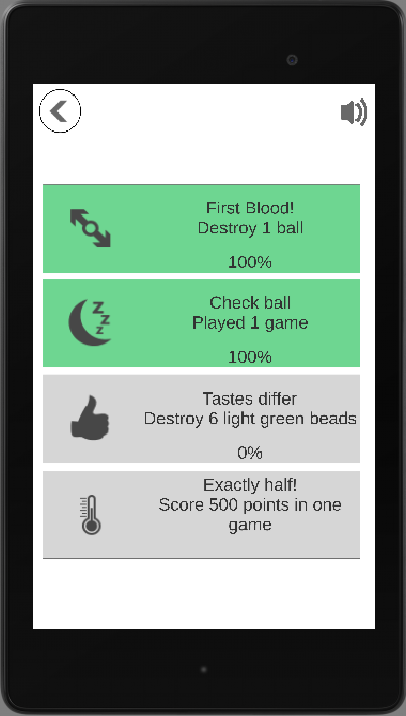 First Blood!
Destroy 1 ball
100%
Check ball
Played 1 game
100%
Tastes differ
Destroy 6 light green beads
0%
Exactly half!
Score 500 points in one
game